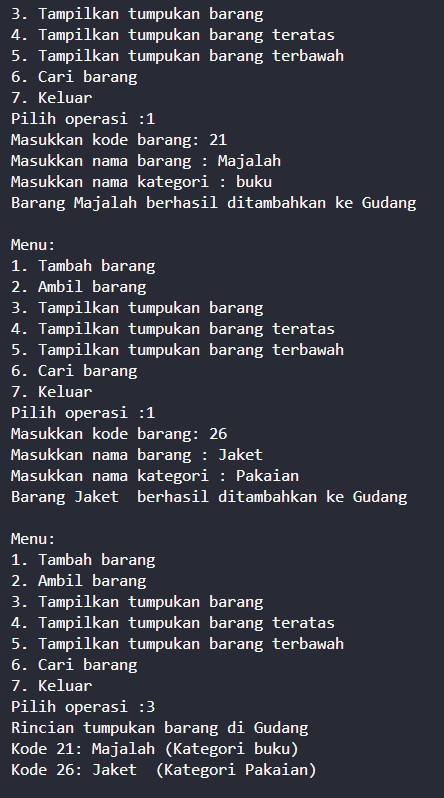 3. Tampilkan tumpukan barang
4. Tampilkan tumpukan barang teratas
5. Tampilkan tumpukan barang terbawah
6. Cari barang
7. Keluar
Pilih operasi :1
Masukkan kode barang: 21
Masukkan nama barang : Majalah
Masukkan nama kategori : buku
Barang Majalah berhasil ditambahkan ke Gudang

Menu:
1. Tambah barang
2. Ambil barang
3. Tampilkan tumpukan barang
4. Tampilkan tumpukan barang teratas
5. Tampilkan tumpukan barang terbawah
6. Cari barang
7. Keluar
Pilih operasi :1
Masukkan kode barang: 26
Masukkan nama barang : Jaket
Masukkan nama kategori : Pakaian
Barang Jaket  berhasil ditambahkan ke Gudang

Menu:
1. Tambah barang
2. Ambil barang
3. Tampilkan tumpukan barang
4. Tampilkan tumpukan barang teratas
5. Tampilkan tumpukan barang terbawah
6. Cari barang
7. Keluar
Pilih operasi :3
Rincian tumpukan barang di Gudang
Kode 21: Majalah (Kategori buku)
Kode 26: Jaket  (Kategori Pakaian)